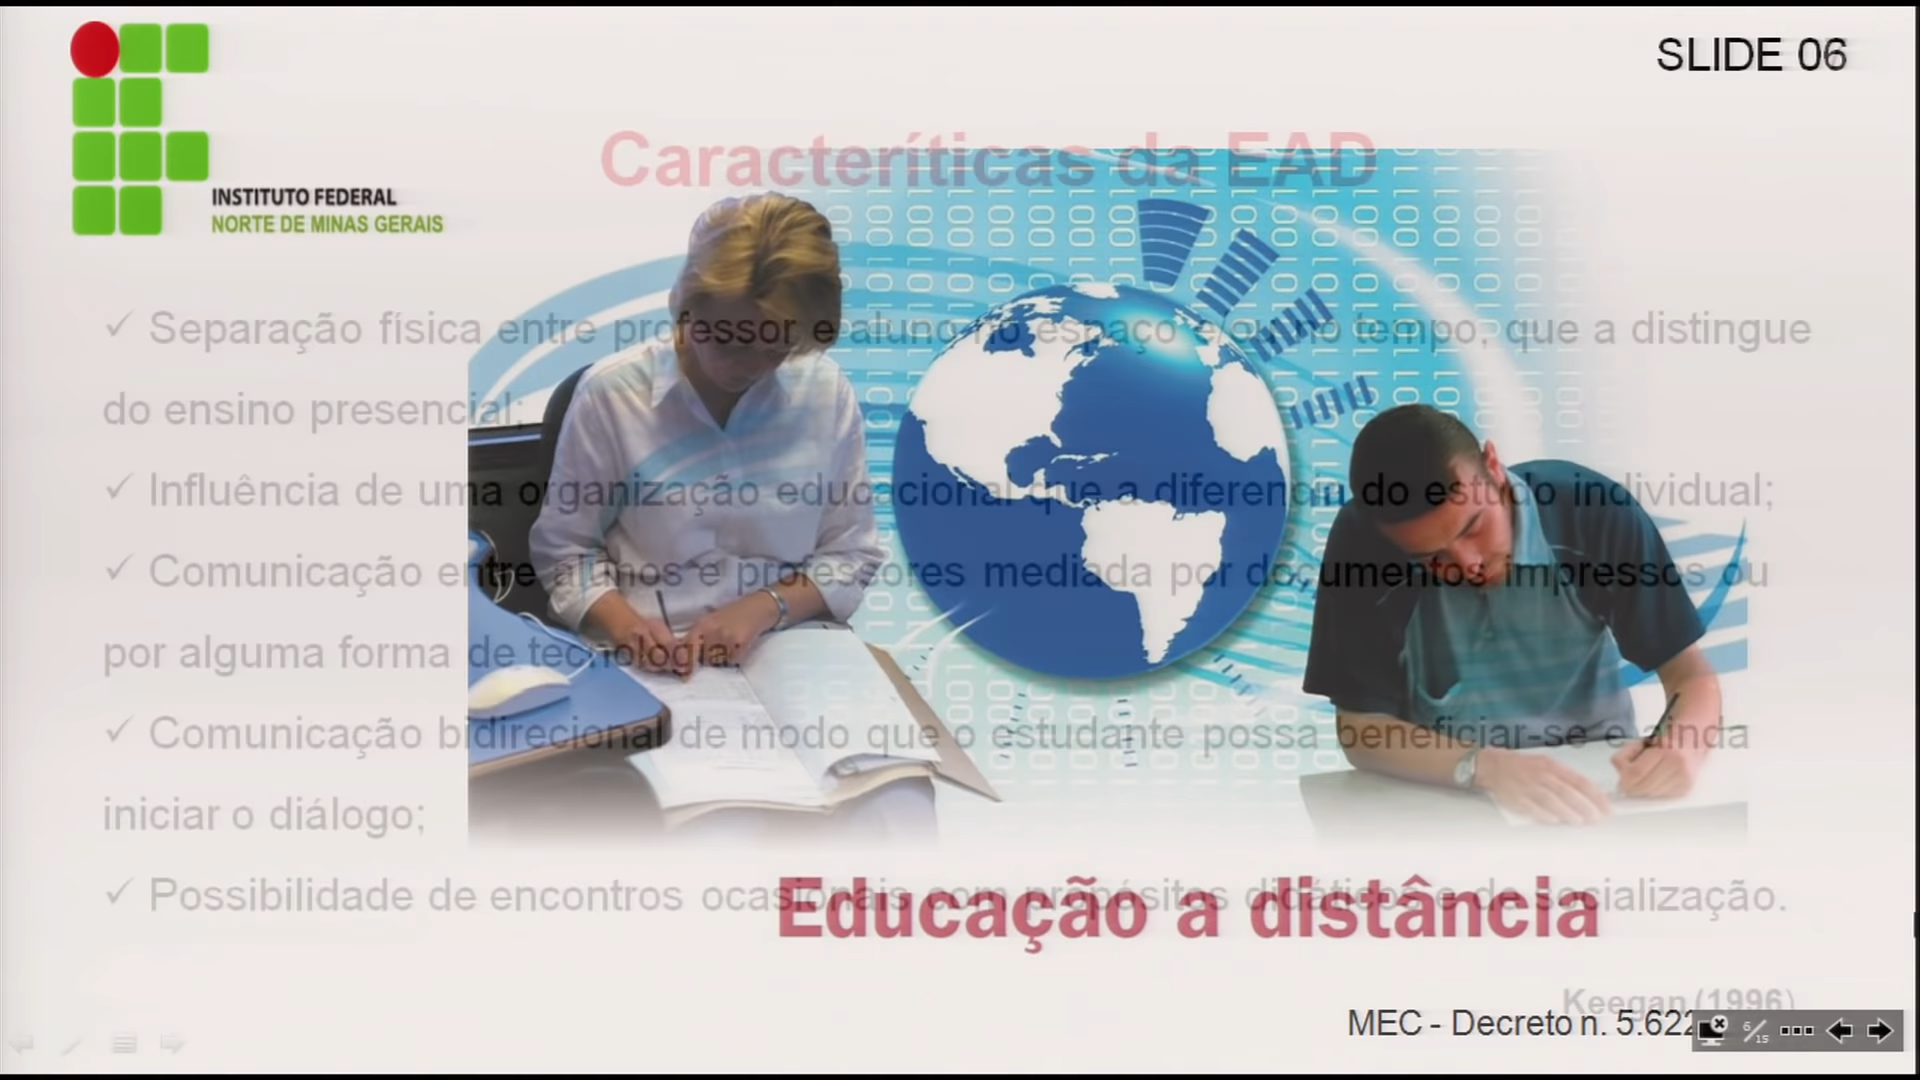 SLIDE 06
INSTITUTO FEDERAL
NORTE DE MINAS GERAIS
Caracteríticas da EAD
✓ Separação física entre professor e aluno no espaço e ou no tempo, que a distingue
do ensino presencial;
✓ Influência de uma organização educacional que a diferencia do estudo individual;
✓ Comunicação entre alunos e professores mediada por documentos impressos ou
por alguma forma de tecnologia;
✓ Comunicação bidirecional de modo que o estudante possa beneficiar-se e ainda
iniciar o diálogo;
✓ Possibilidade de encontros ocasionais com propósitos didáticos e de socialização.
Educação a distância
Keegan (1996)
MEC - Decreto n. 5.622
6/15